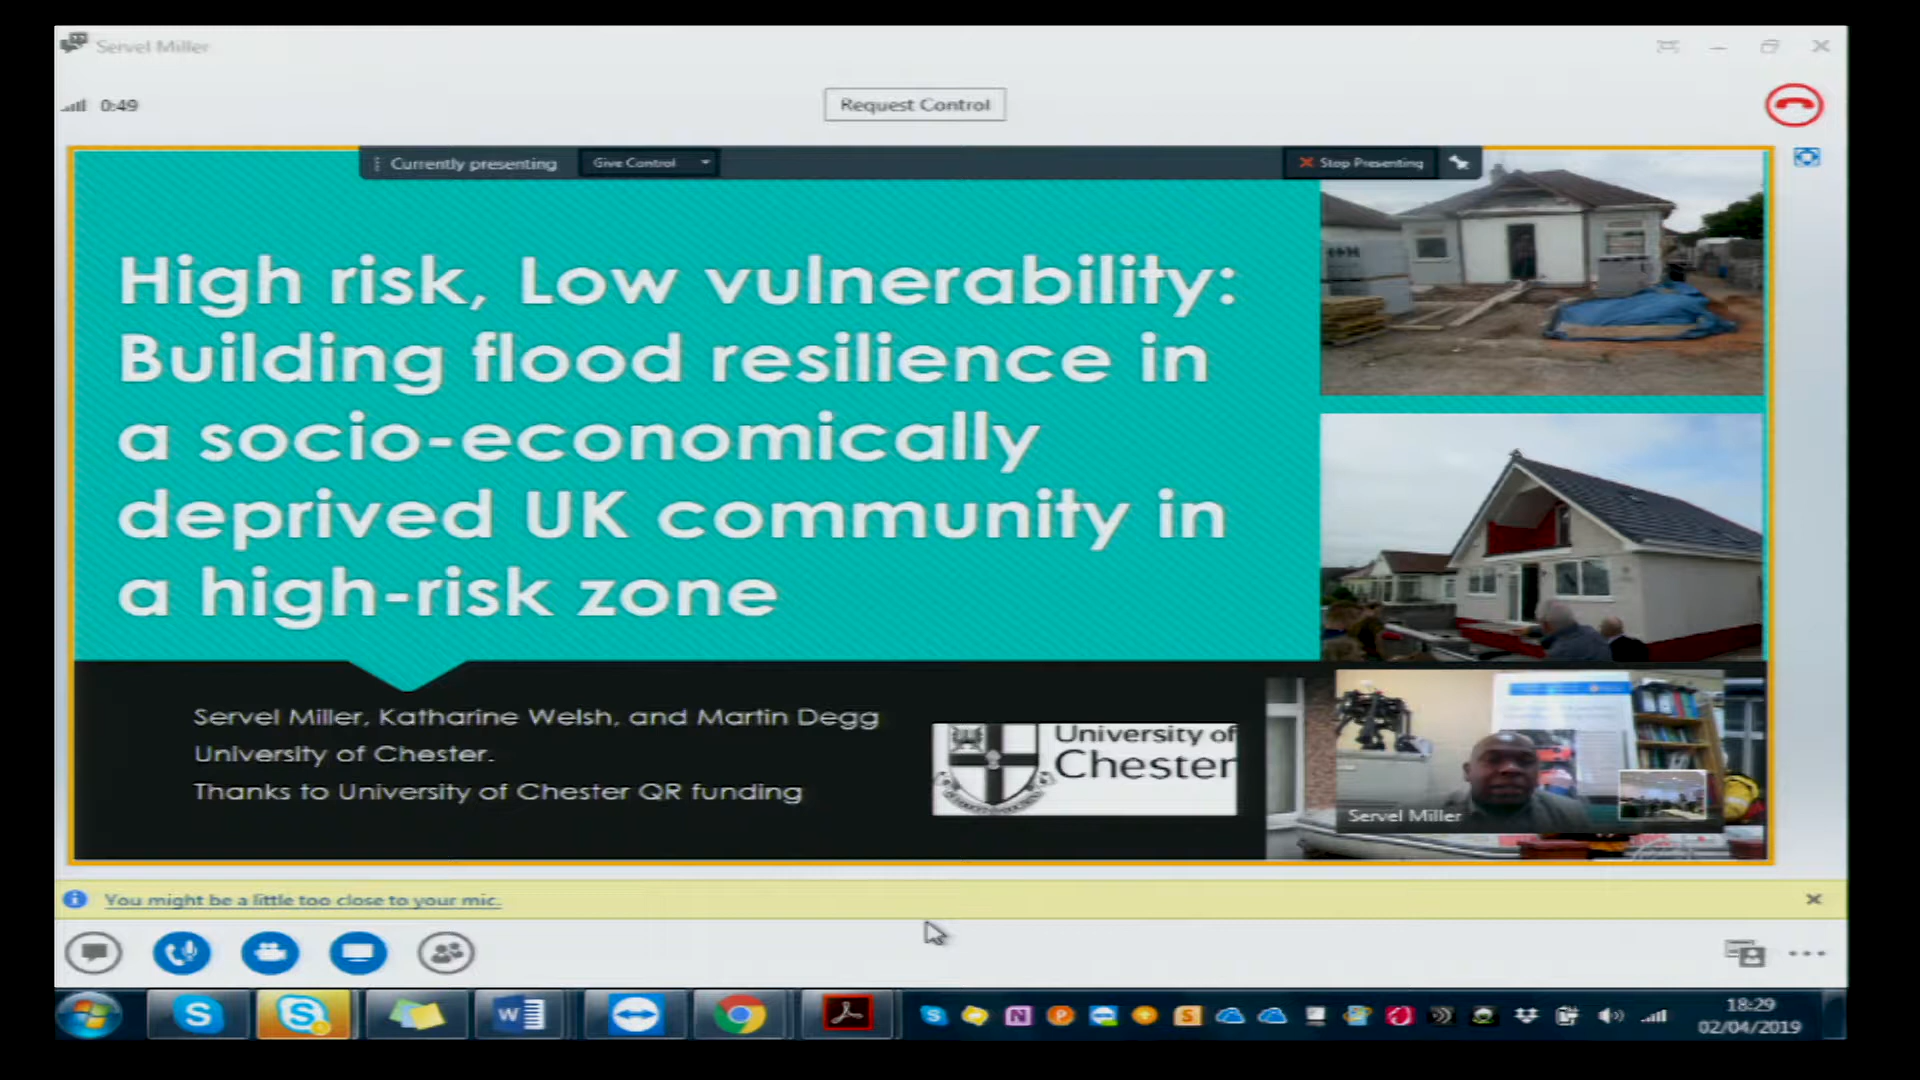 Servel Miller
0:49
Request Control
Currently presenting
Give Control
Stop Presenting
High risk, Low vulnerability:
Building flood resilience in
a socio-economically
deprived UK community in
a high-risk zone
Servel Miller, Katharine Welsh, and Martin Degg
University of Chester.
Thanks to University of Chester QR funding
University of
Chester
Servel Miller
You might be a little too close to your mic.
18:29
02/04/2019